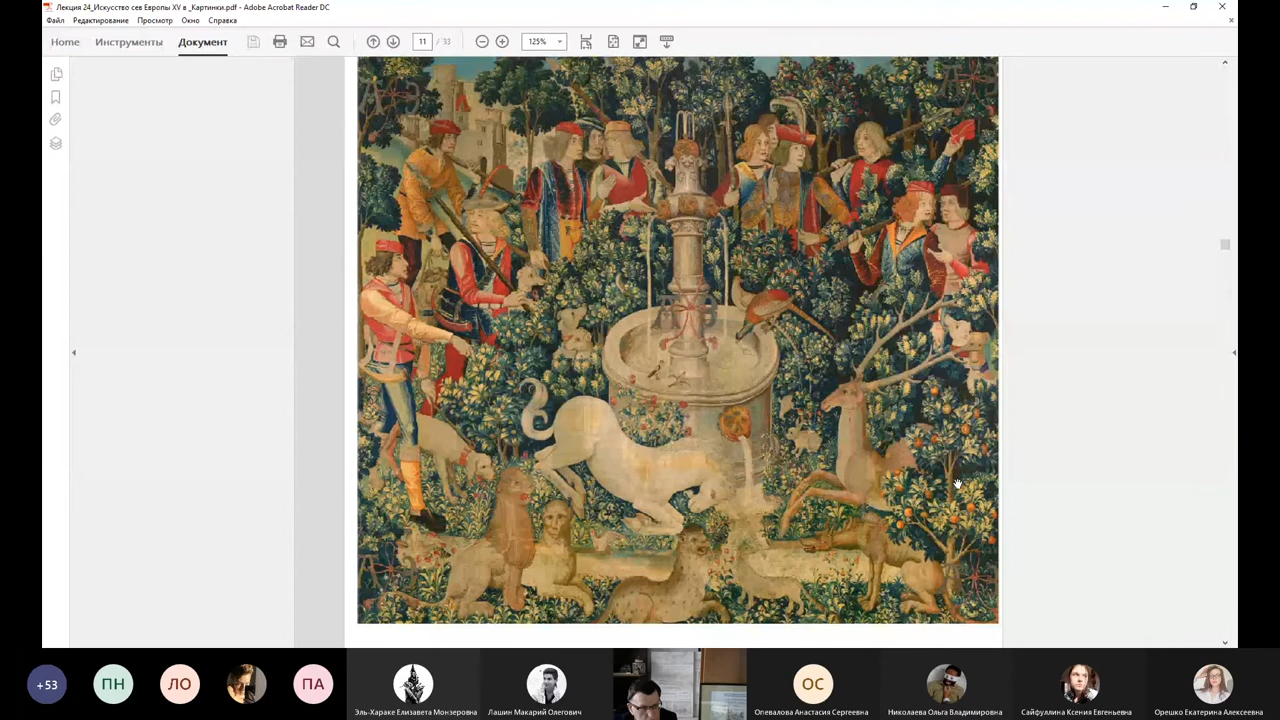 Лекция 24_Искусство сев Европы XV в _Картинки.pdf - Adobe Acrobat Reader DC
Файл Редактирование Просмотр Окно Справка
Home Инструменты Документ 11 / 33 125%
+53 ПН ЛО ПА ОС
Эль-Хараке Елизавета Монзеровна Лашин Макарий Олегович Опевалова Анастасия Сергеевна Николаева Ольга Владимировна Сайфуллина Ксения Евгеньевна Орешко Екатерина Алексеевна